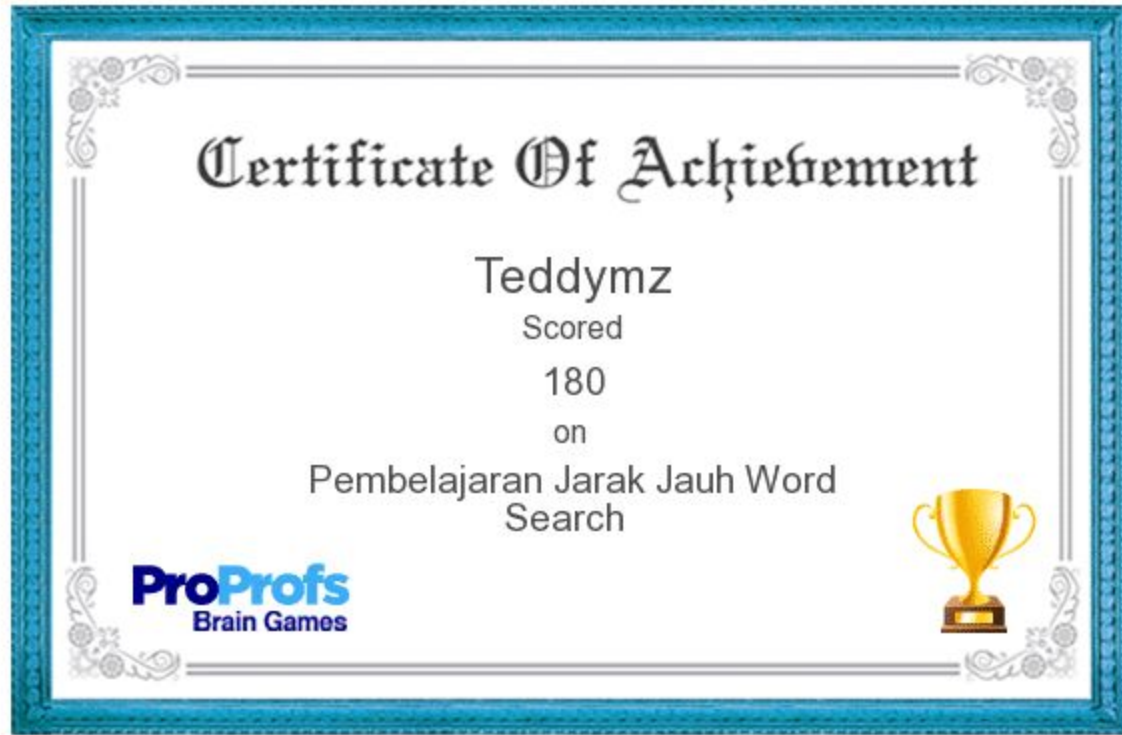 Certificate Of Achievement
Teddymz
Scored
180
on
Pembelajaran Jarak Jauh Word
Search
ProProfs
Brain Games